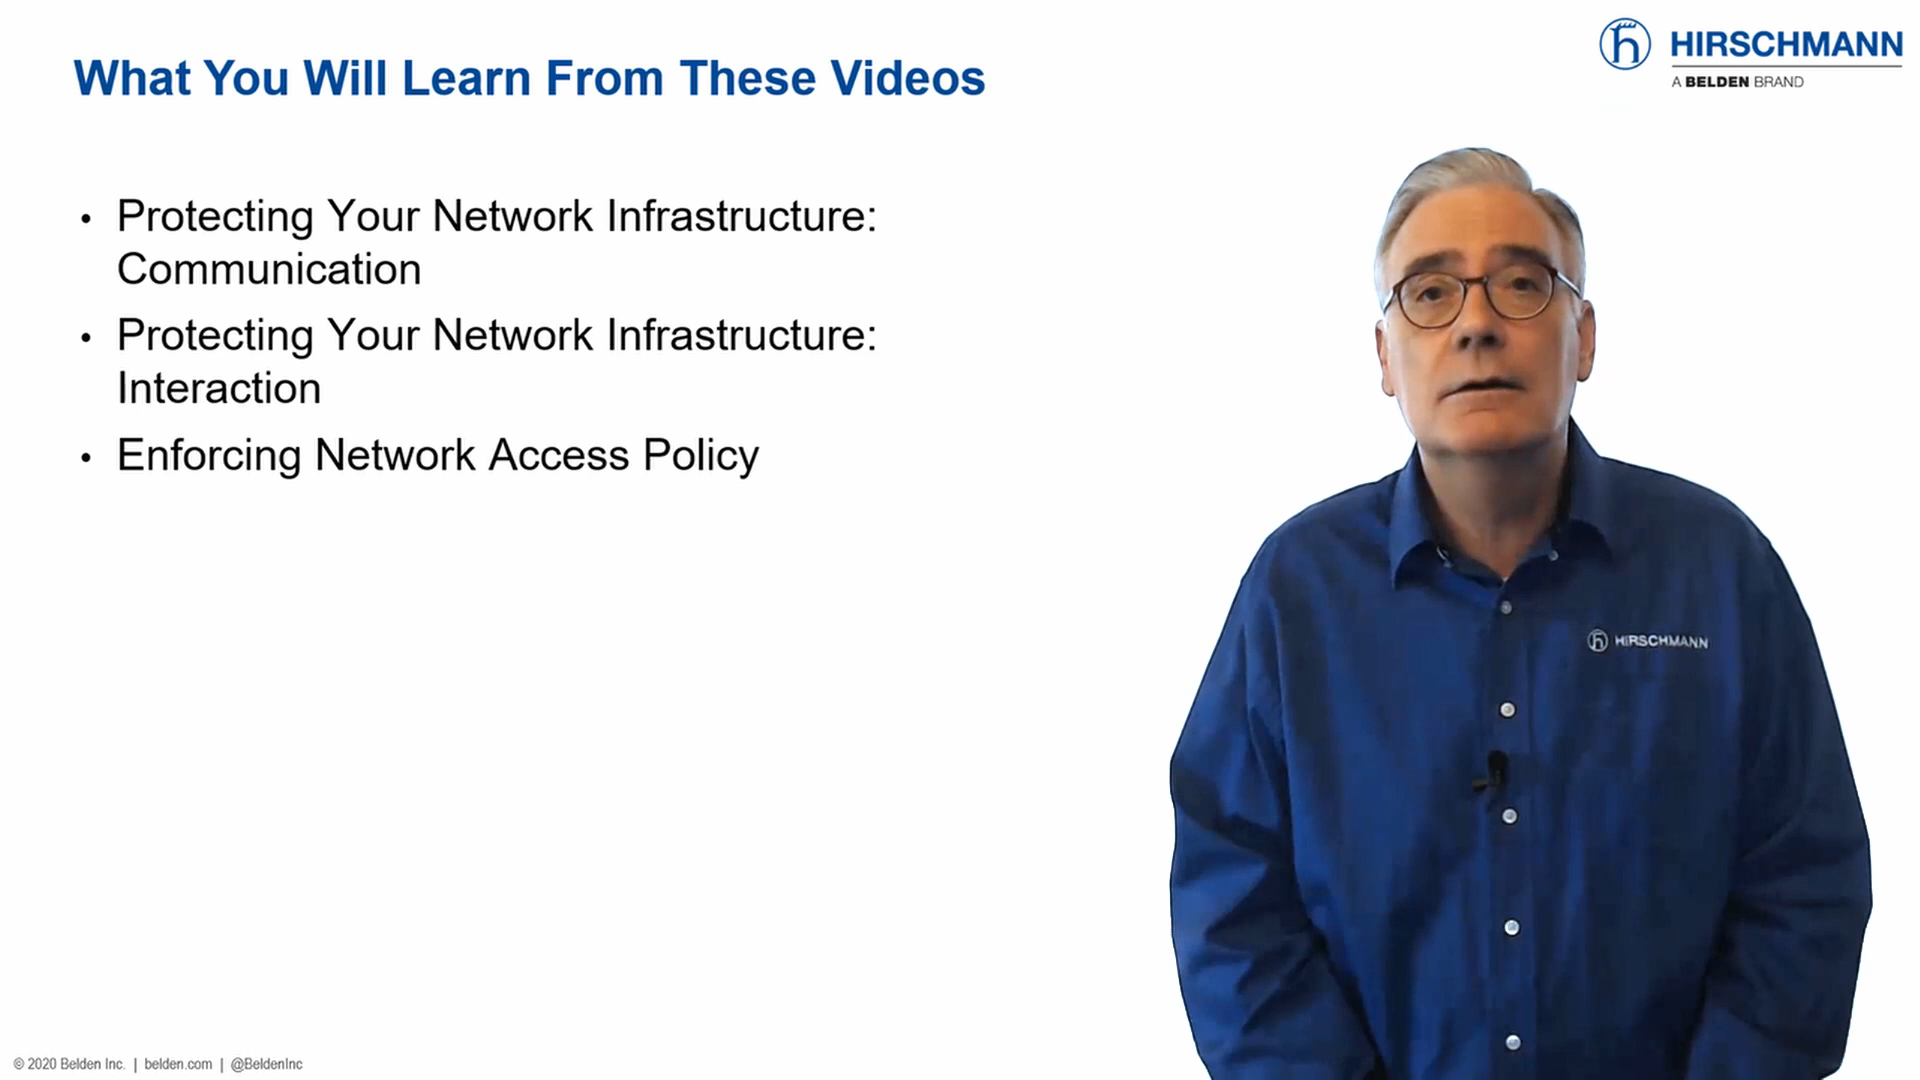 What You Will Learn From These Videos
HIRSCHMANN
A BELDEN BRAND
• Protecting Your Network Infrastructure:
Communication
• Protecting Your Network Infrastructure:
Interaction
• Enforcing Network Access Policy
HIRSCHMANN
© 2020 Belden Inc. | belden.com | @BeldenInc